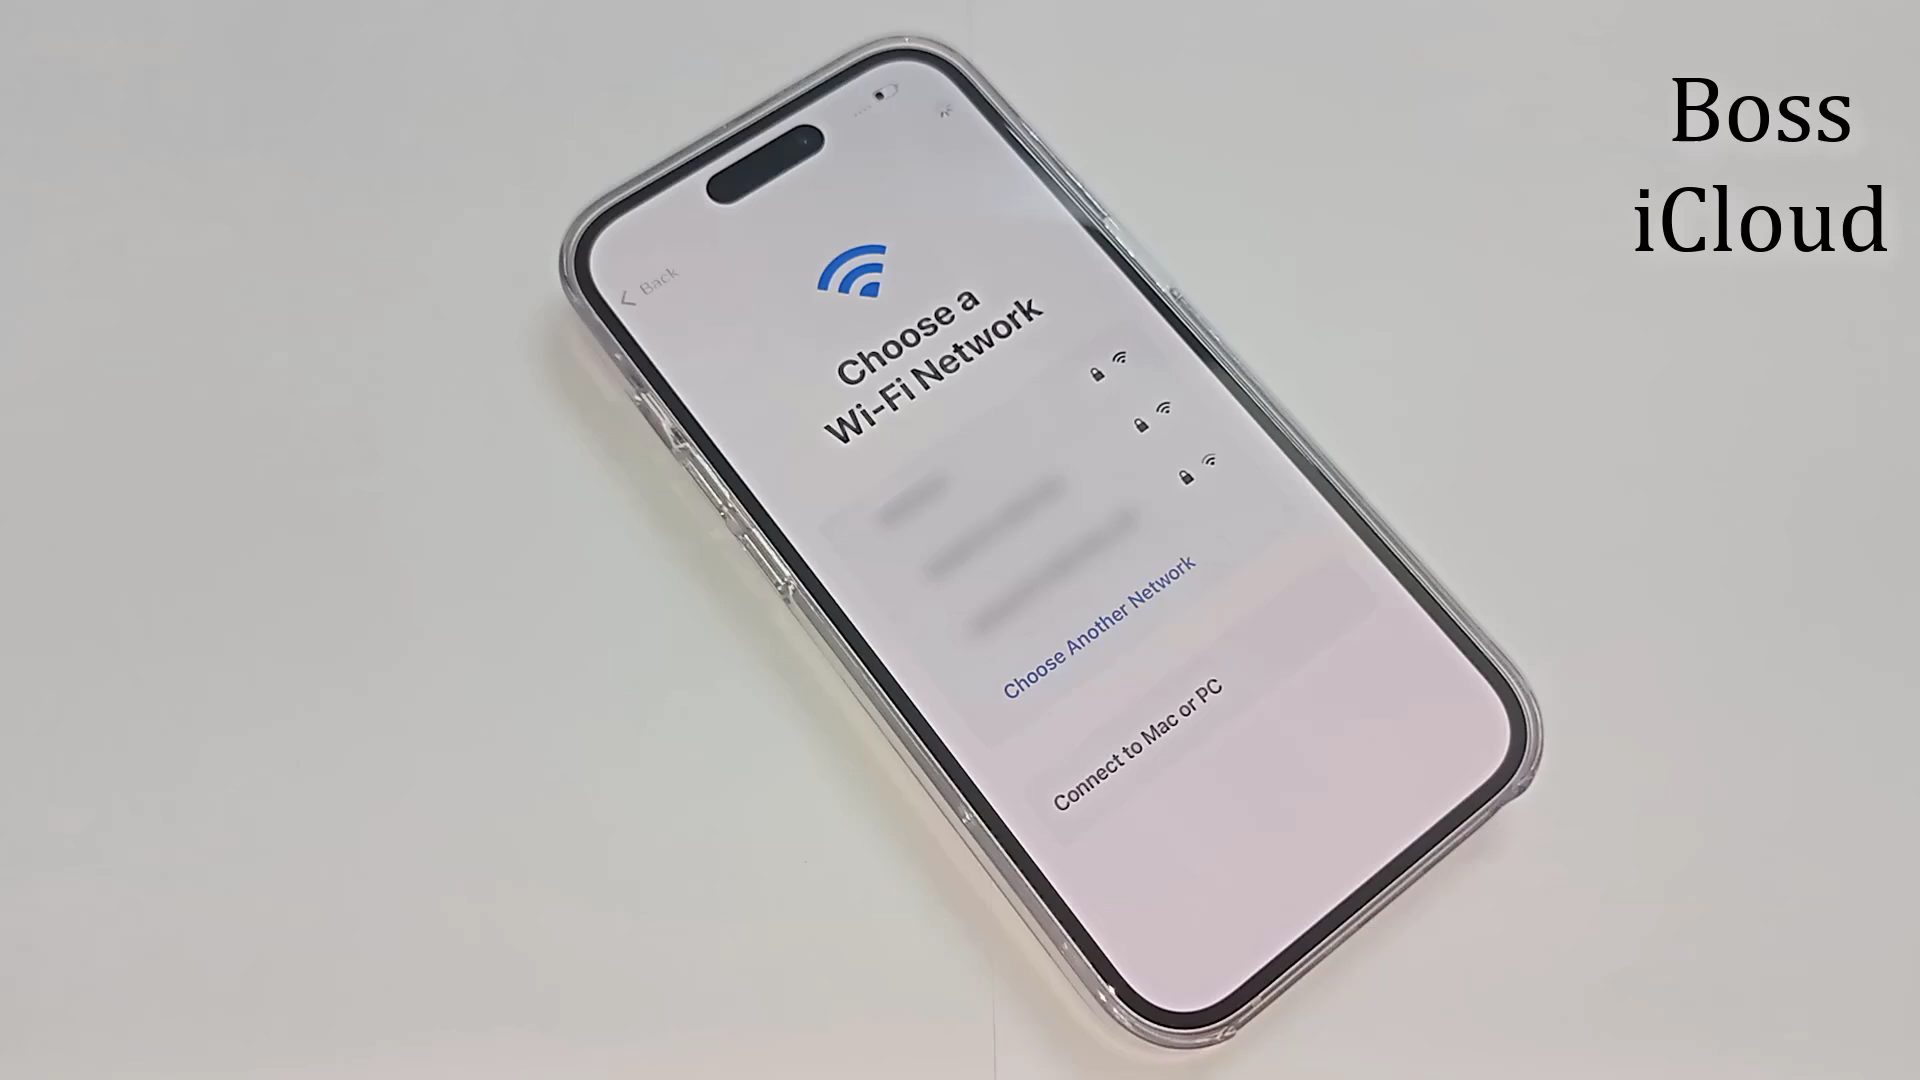 Boss
iCloud
Back
Choose a
Wi-Fi Network
Choose Another Network
Connect to Mac or PC